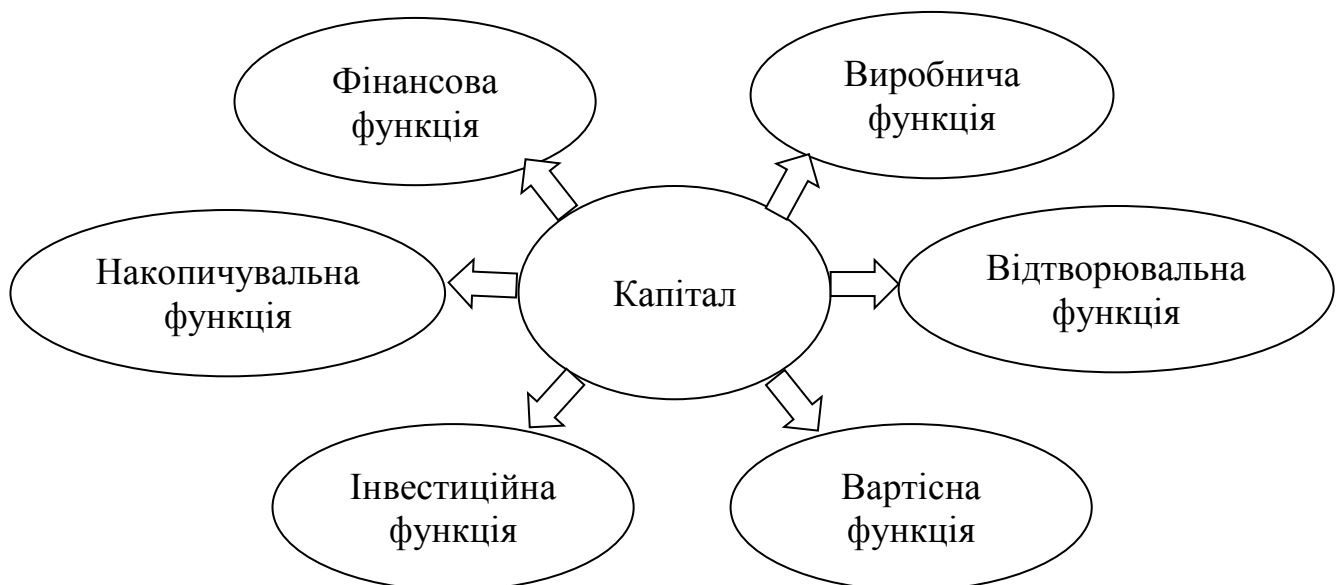 Фінансова
функція
Виробнича
функція
Накопичувальна
функція
Капітал
Відтворювальна
функція
Інвестиційна
функція
Вартісна
функція